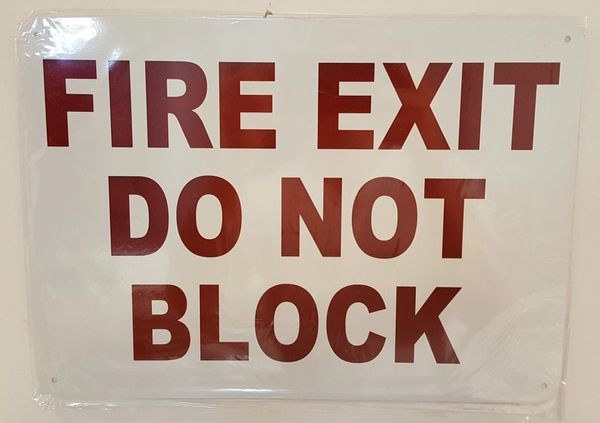 FIRE EXIT
DO NOT
BLOCK